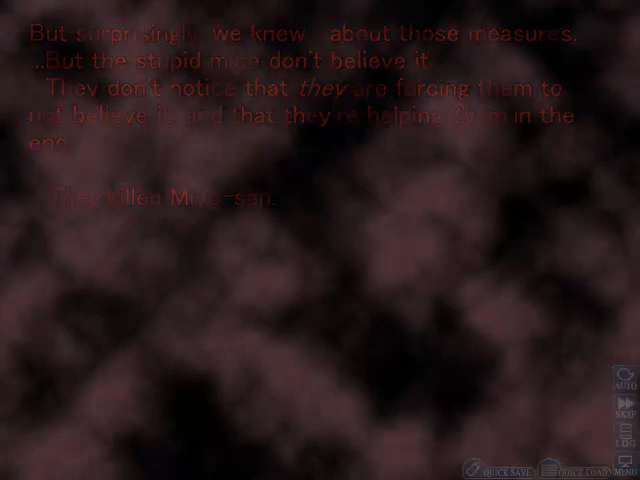 But surprisingly, we knew about those measures.
...But the stupid mice don't believe it.
They don't notice that they are forcing them to
not believe it, and that they're helping them in the
end.
They killed Miyo-san.
AUTO
SKIP
LOG
MENU
QUICK SAVE
QUICK LOAD